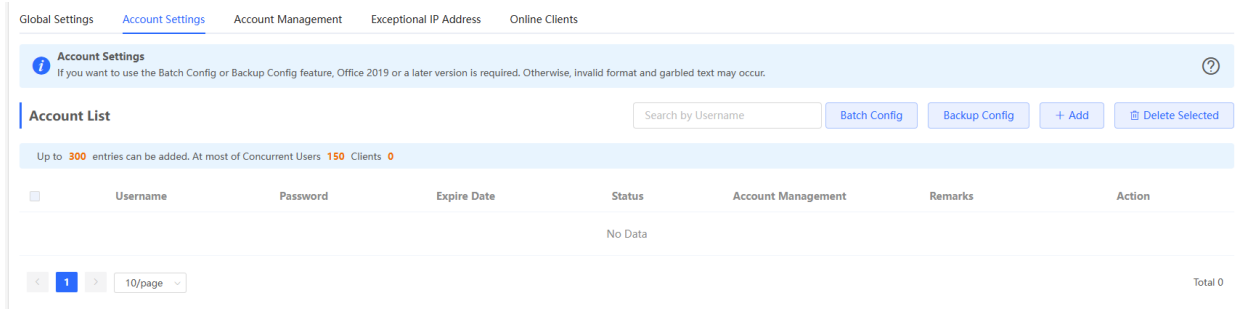 Global Settings Account Settings Account Management Exceptional IP Address Online Clients
Account Settings
If you want to use the Batch Config or Backup Config feature, Office 2019 or a later version is required. Otherwise, invalid format and garbled text may occur.
Account List Search by Username Batch Config Backup Config + Add Delete Selected
Up to 300 entries can be added. At most of Concurrent Users 150 Clients 0
Username Password Expire Date Status Account Management Remarks Action
No Data
< 1 > 10/page Total 0